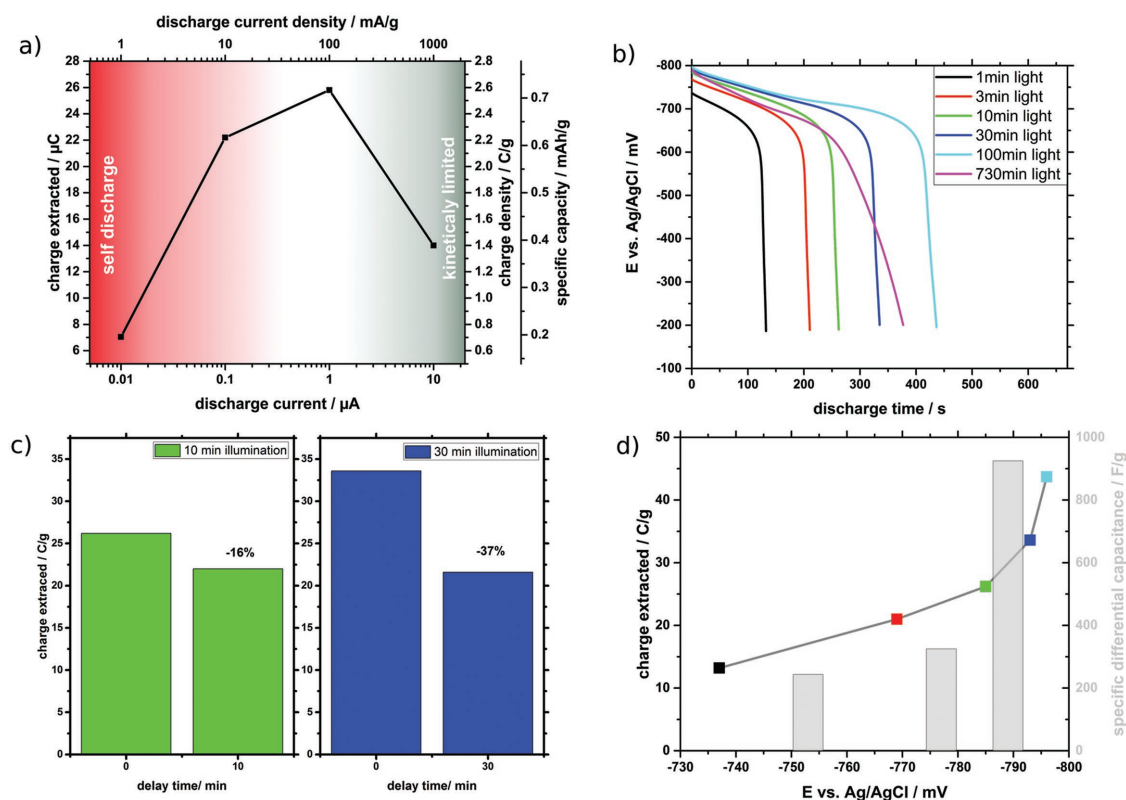 a)
discharge current density / mA/g
1 10 100 1000
28
26
24
22
20
18
16
14
12
10
8
6
charge extracted / µC
self discharge
kineticaly limited
2.8
2.6
2.4
2.2
2.0
1.8
1.6
1.4
1.2
1.0
0.8
0.6
charge density / C/g
0.7
0.6
0.5
0.4
0.3
0.2
specific capacity / mAh/g
0.01 0.1 1 10
discharge current / µA
b)
-800
-700
-600
-500
-400
-300
-200
-100
E vs. Ag/AgCl / mV
1min light
3min light
10min light
30min light
100min light
730min light
0 100 200 300 400 500 600
discharge time / s
c)
35
30
25
20
15
10
5
0
charge extraced / C/g
10 min illumination
-16%
0 10
delay time/ min
35
30
25
20
15
10
5
0
30 min illumination
-37%
0 30
delay time/ min
d)
50
40
30
20
10
0
charge extracted / C/g
1000
800
600
400
200
0
specific differential capacitance / F/g
-730 -740 -750 -760 -770 -780 -790 -800
E vs. Ag/AgCl / mV